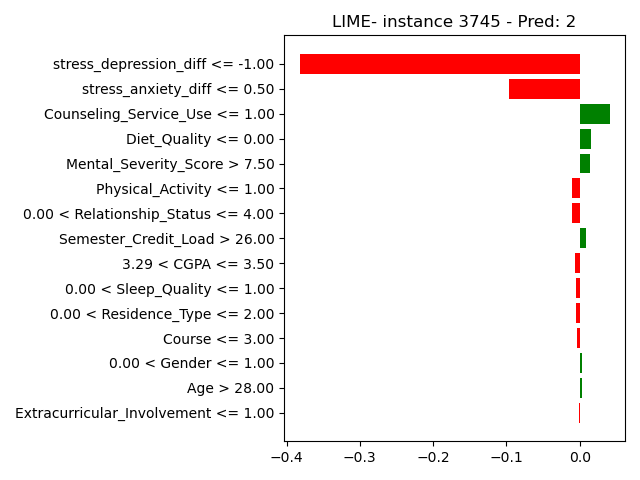 LIME- instance 3745 - Pred: 2
stress_depression_diff <= -1.00
stress_anxiety_diff <= 0.50
Counseling_Service_Use <= 1.00
Diet_Quality <= 0.00
Mental_Severity_Score > 7.50
Physical_Activity <= 1.00
0.00 < Relationship_Status <= 4.00
Semester_Credit_Load > 26.00
3.29 < CGPA <= 3.50
0.00 < Sleep_Quality <= 1.00
0.00 < Residence_Type <= 2.00
Course <= 3.00
0.00 < Gender <= 1.00
Age > 28.00
Extracurricular_Involvement <= 1.00
−0.4 −0.3 −0.2 −0.1 0.0